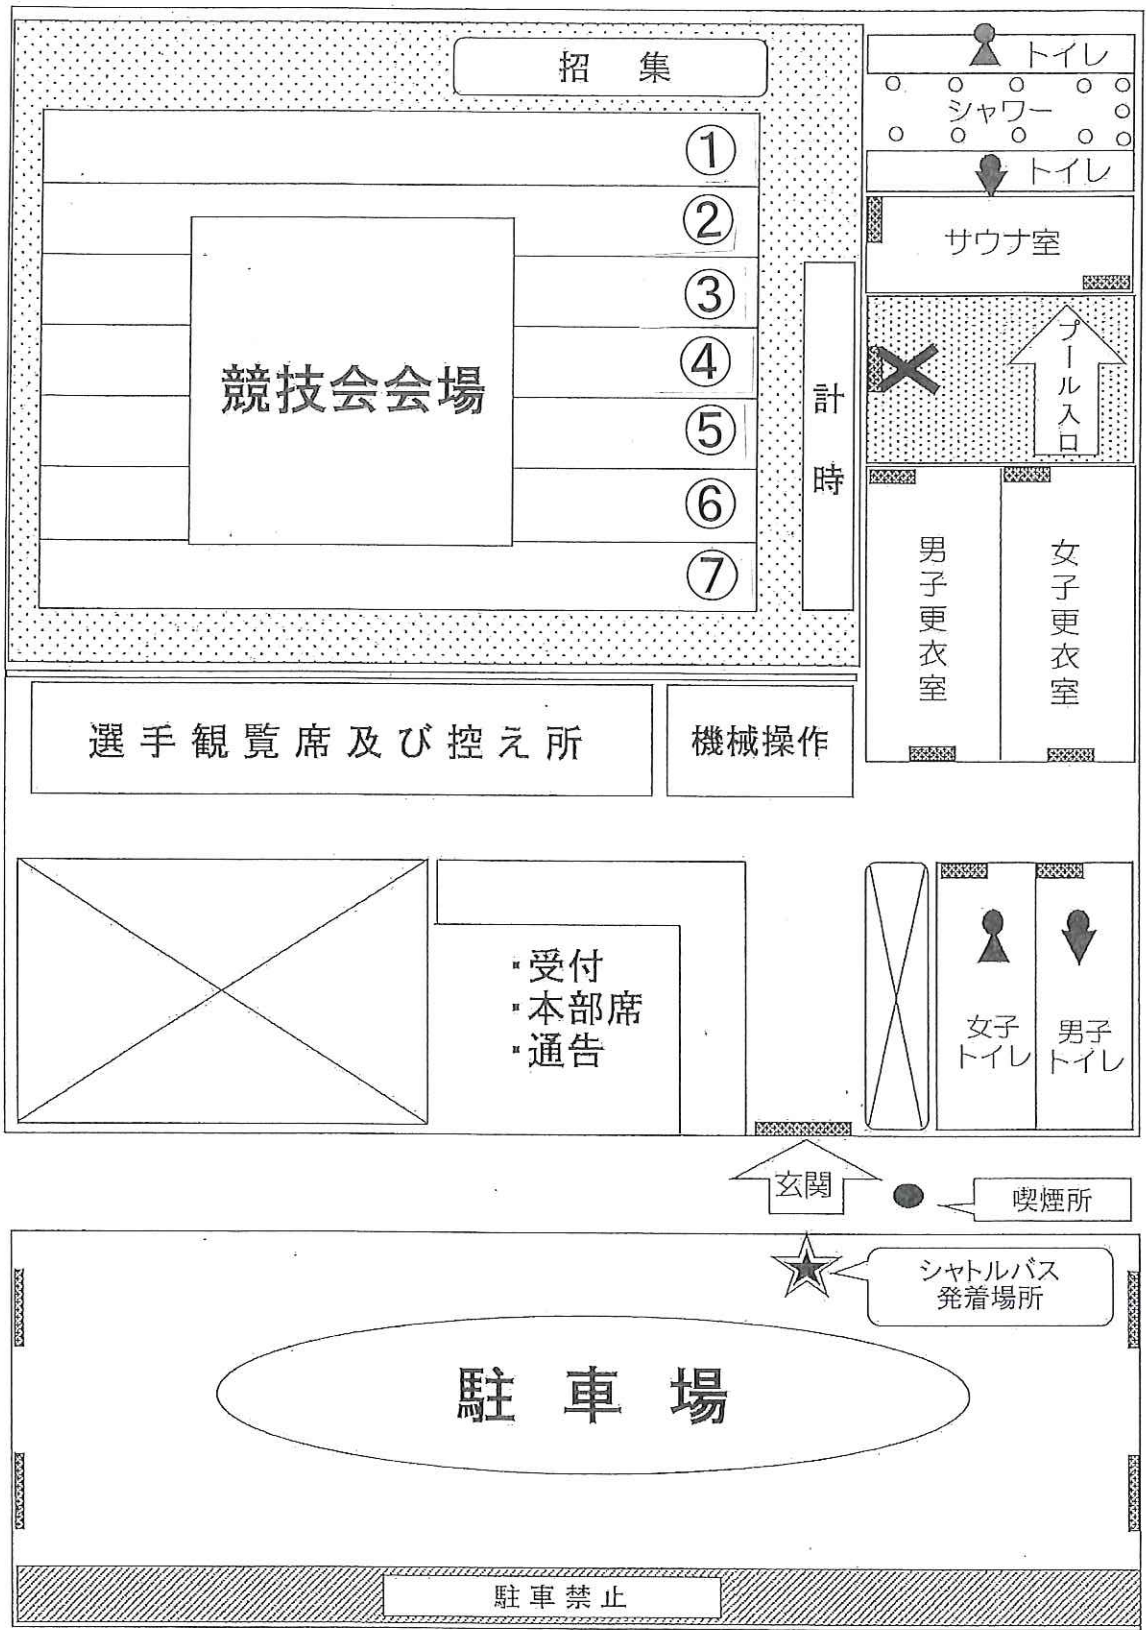 招 集
トイレ
シャワー
トイレ
サウナ室
①
②
③
④
⑤
⑥
⑦
競技会会場
計時
プール入口
男子更衣室
女子更衣室
選手観覧席及び控え所
機械操作
・受付
・本部席
・通告
女子
トイレ
男子
トイレ
玄関
喫煙所
シャトルバス
発着場所
駐 車 場
駐車禁止